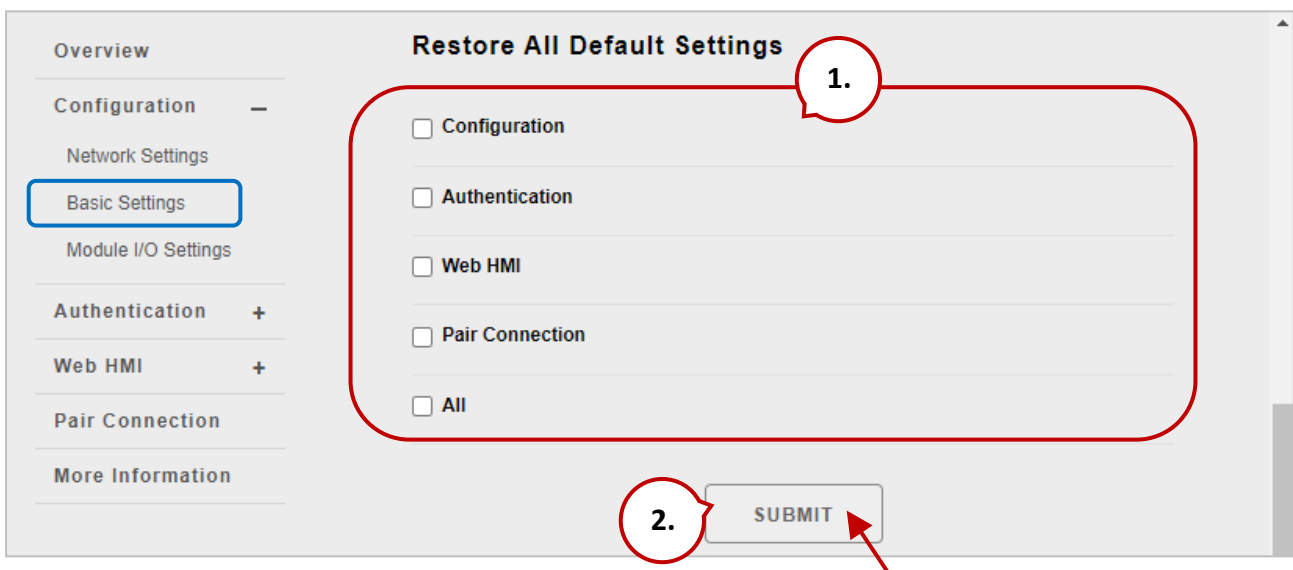 Overview
Configuration –
Network Settings
Basic Settings
Module I/O Settings
Authentication +
Web HMI +
Pair Connection
More Information
Restore All Default Settings
1.
Configuration
Authentication
Web HMI
Pair Connection
All
2.
SUBMIT